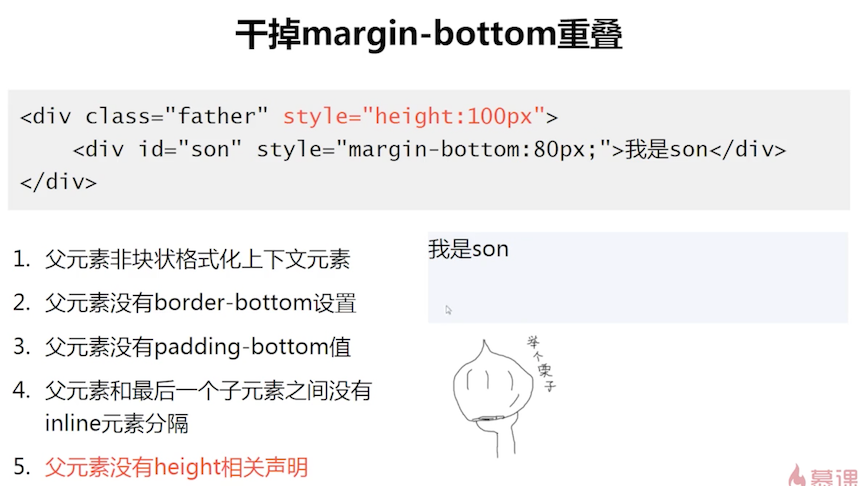 干掉margin-bottom重叠
<div class="father" style="height:100px">
<div id="son" style="margin-bottom:80px;">我是son</div>
</div>
1. 父元素非块状格式化上下文元素
2. 父元素没有border-bottom设置
3. 父元素没有padding-bottom值
4. 父元素和最后一个子元素之间没有
inline元素分隔
5. 父元素没有height相关声明
我是son
举个栗子
慕课